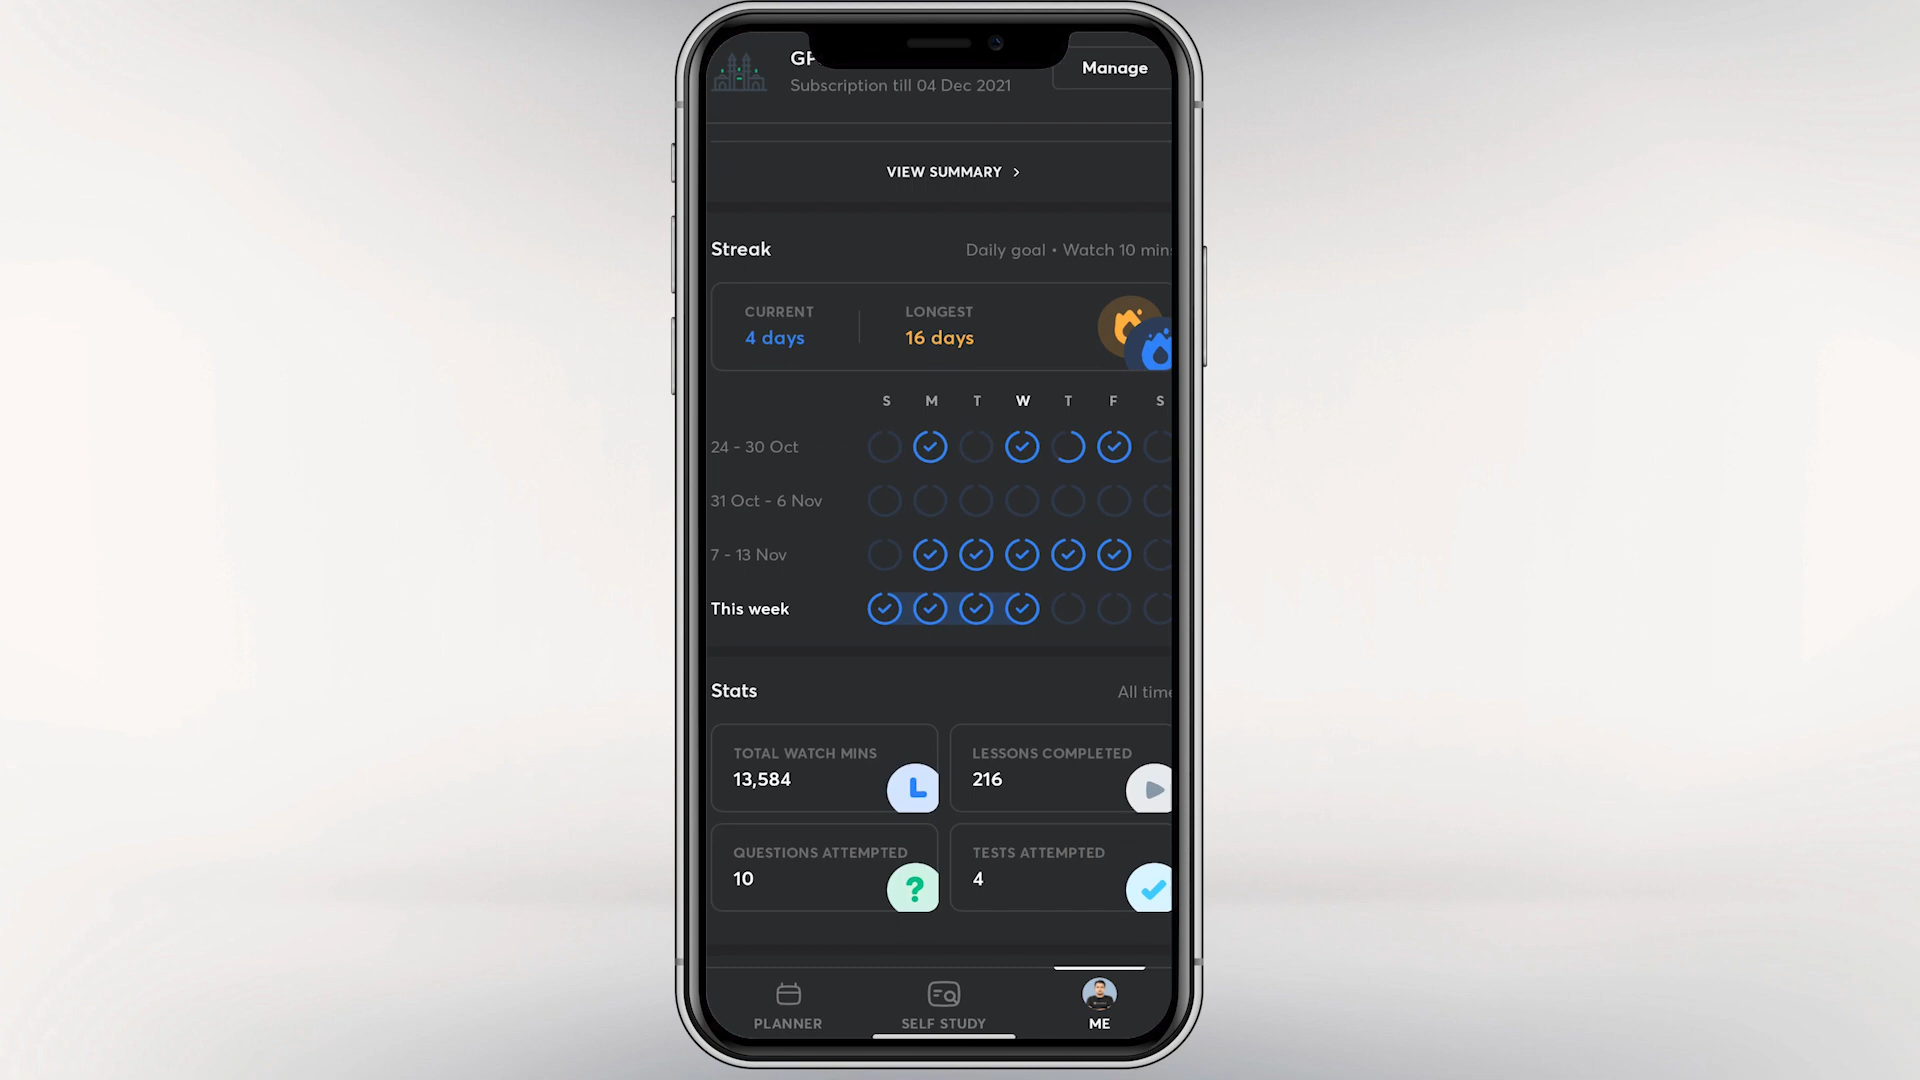 Subscription till 04 Dec 2021
Manage
VIEW SUMMARY
Streak
Daily goal • Watch 10 min
CURRENT
4 days
LONGEST
16 days
S M T W T F S
24 - 30 Oct
31 Oct - 6 Nov
7 - 13 Nov
This week
Stats
All time
TOTAL WATCH MINS
13,584
LESSONS COMPLETED
216
QUESTIONS ATTEMPTED
10
?
TESTS ATTEMPTED
4
PLANNER
SELF STUDY
ME